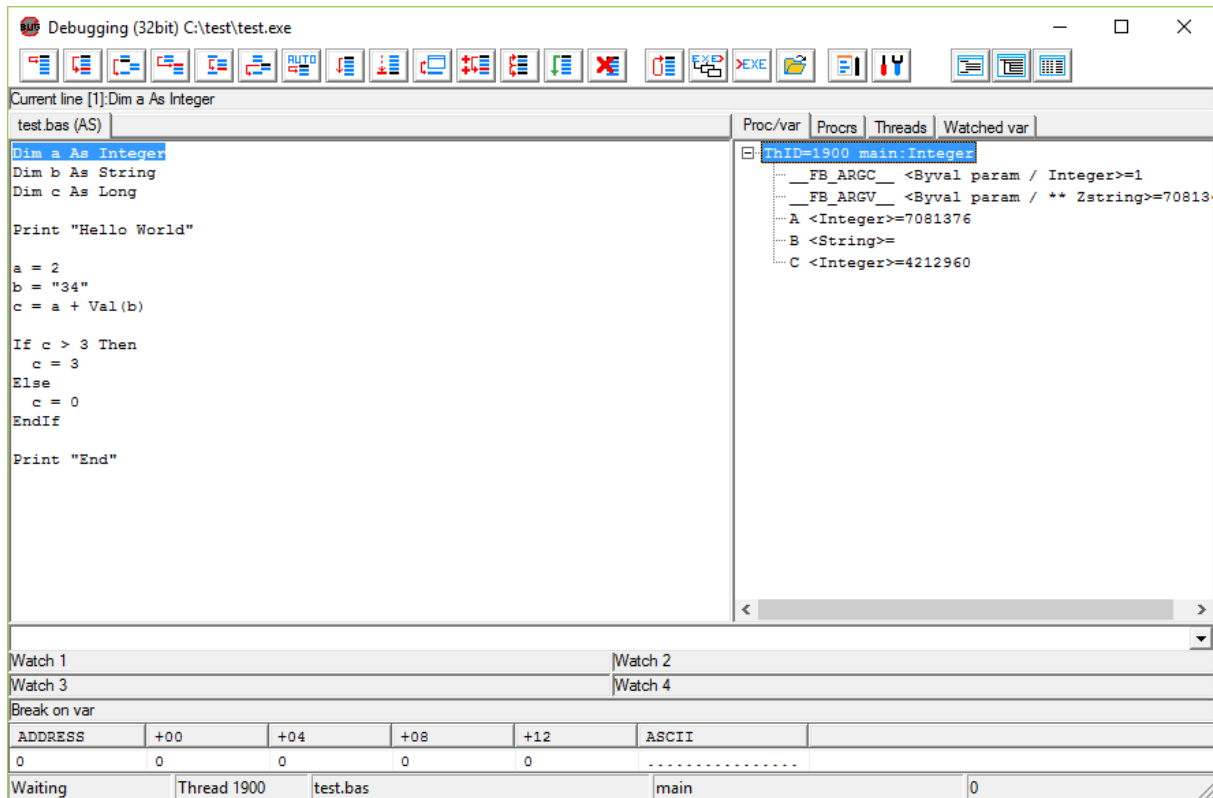 BUG Debugging (32bit) C:\test\test.exe
AUTO EXE >EXE
Current line [1]:Dim a As Integer
test.bas (AS)
Dim a As Integer
Dim b As String
Dim c As Long
Print "Hello World"
a = 2
b = "34"
c = a + Val(b)
If c > 3 Then
c = 3
Else
c = 0
EndIf
Print "End"
Proc/var Procrs Threads Watched var
ThID=1900 main:Integer
__FB_ARGC__ <Byval param / Integer>=1
__FB_ARGV__ <Byval param / ** Zstring>=70813
A <Integer>=7081376
B <String>=
C <Integer>=4212960
Watch 1 Watch 2
Watch 3 Watch 4
Break on var
ADDRESS +00 +04 +08 +12 ASCII
0 0 0 0 0 ................
Waiting Thread 1900 test.bas main 0